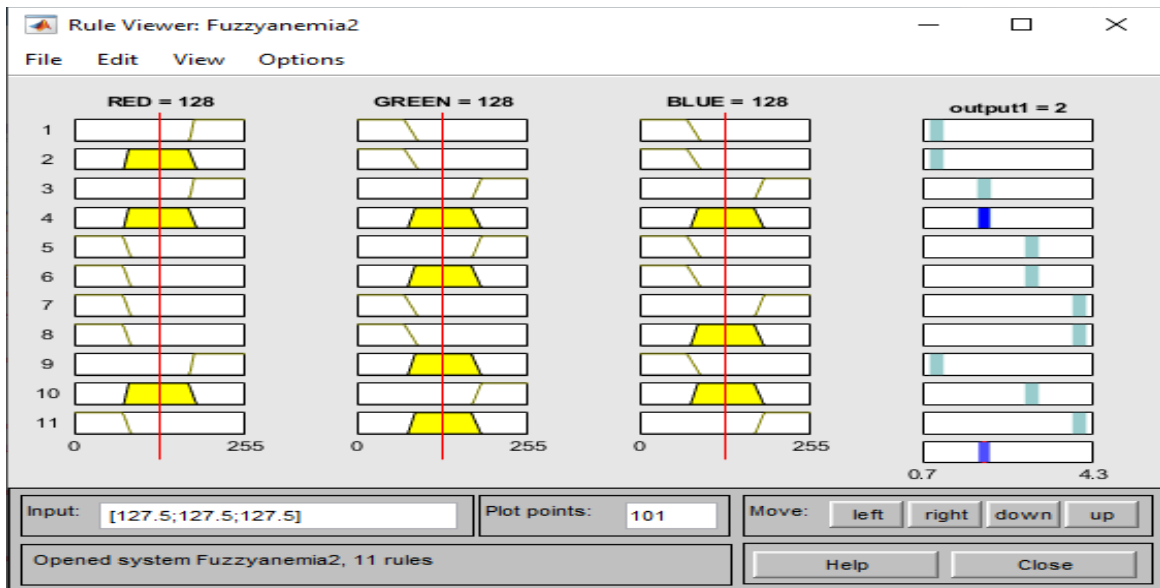 Rule Viewer: Fuzzyanemia2
File Edit View Options
RED = 128 GREEN = 128 BLUE = 128 output1 = 2
1
2
3
4
5
6
7
8
9
10
11
0 255 0 255 0 255
0.7 4.3
Input: [127.5;127.5;127.5] Plot points: 101 Move: left right down up
Opened system Fuzzyanemia2, 11 rules Help Close